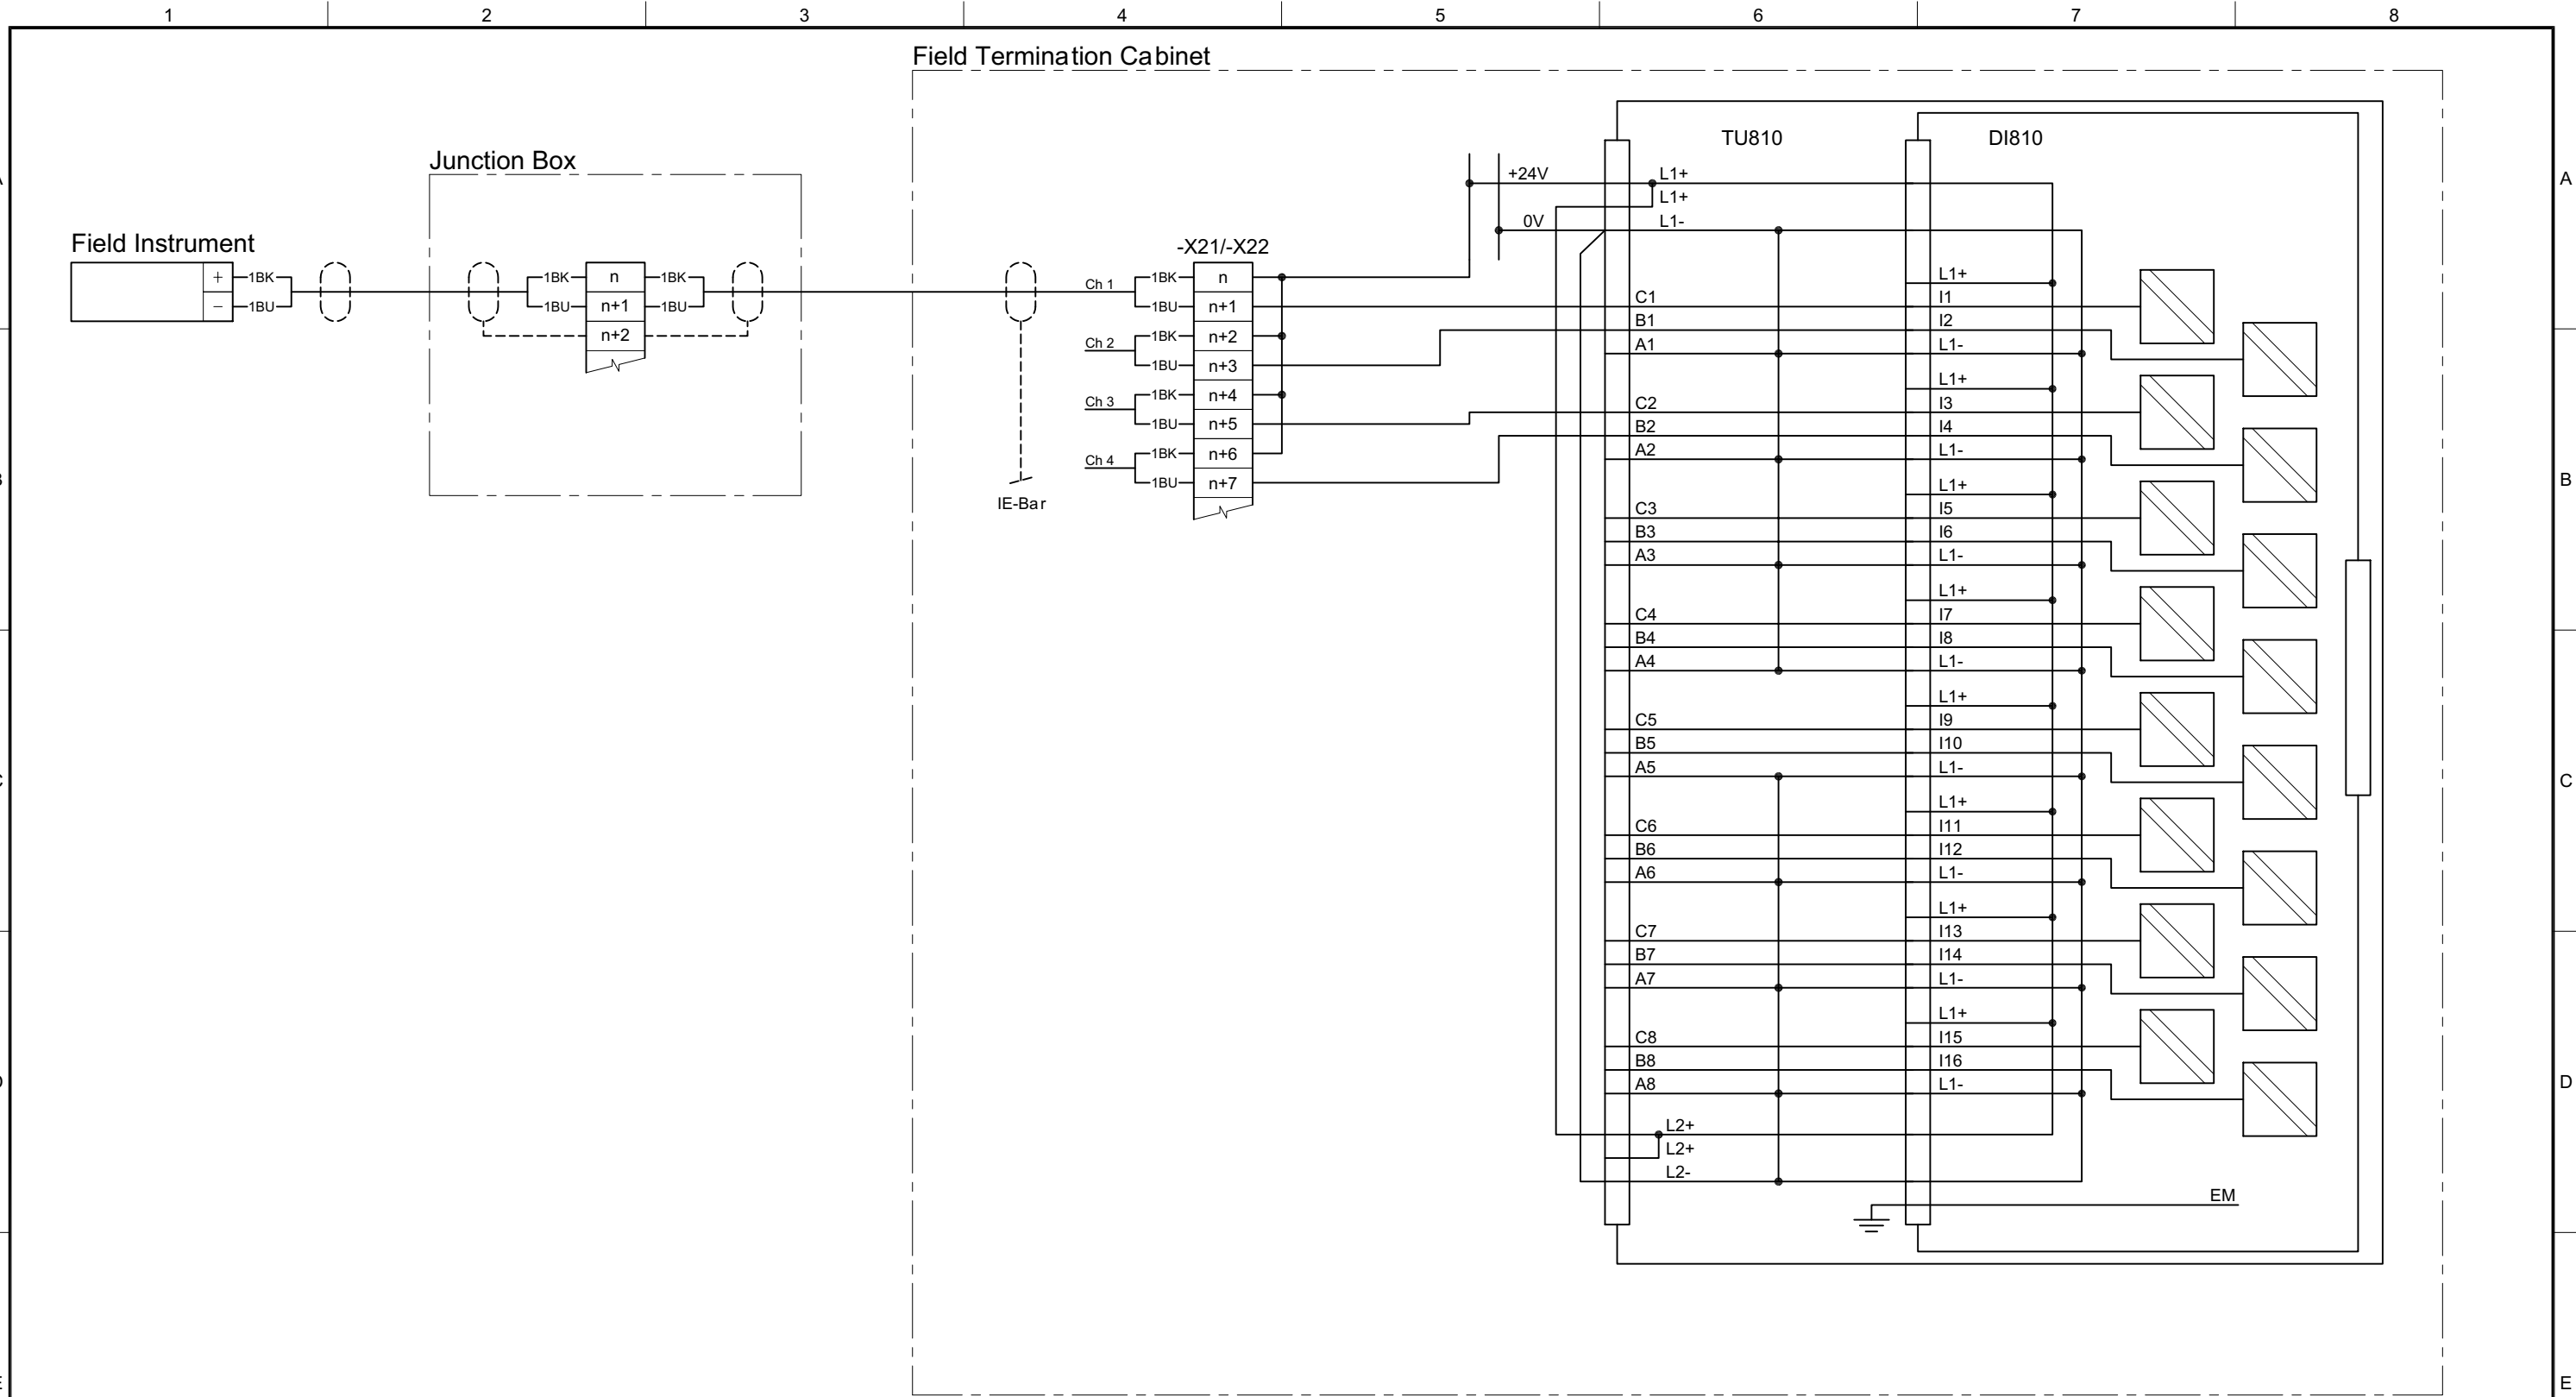 1 2 3 4 5 6 7 8
Field Termination Cabinet
TU810 DI810
Junction Box
A
+24V L1+
L1+
0V L1-
Field Instrument
-X21/-X22
+ 1BK 1BK n 1BK 1BK n
Ch 1
− 1BU 1BU n+1 1BU 1BU n+1
n+2
1BK n+2
Ch 2
1BU n+3
1BK n+4
Ch 3
1BU n+5
1BK n+6
Ch 4
1BU n+7
IE-Bar
L1+
C1 I1
B1 I2
A1 L1-
L1+
C2 I3
B2 I4
A2 L1-
B
L1+
C3 I5
B3 I6
A3 L1-
L1+
C4 I7
B4 I8
A4 L1-
L1+
C5 I9
B5 I10
A5 L1-
C
L1+
C6 I11
B6 I12
A6 L1-
L1+
C7 I13
B7 I14
A7 L1-
L1+
C8 I15
B8 I16
A8 L1-
D
L2+
L2+
L2-
EM
E